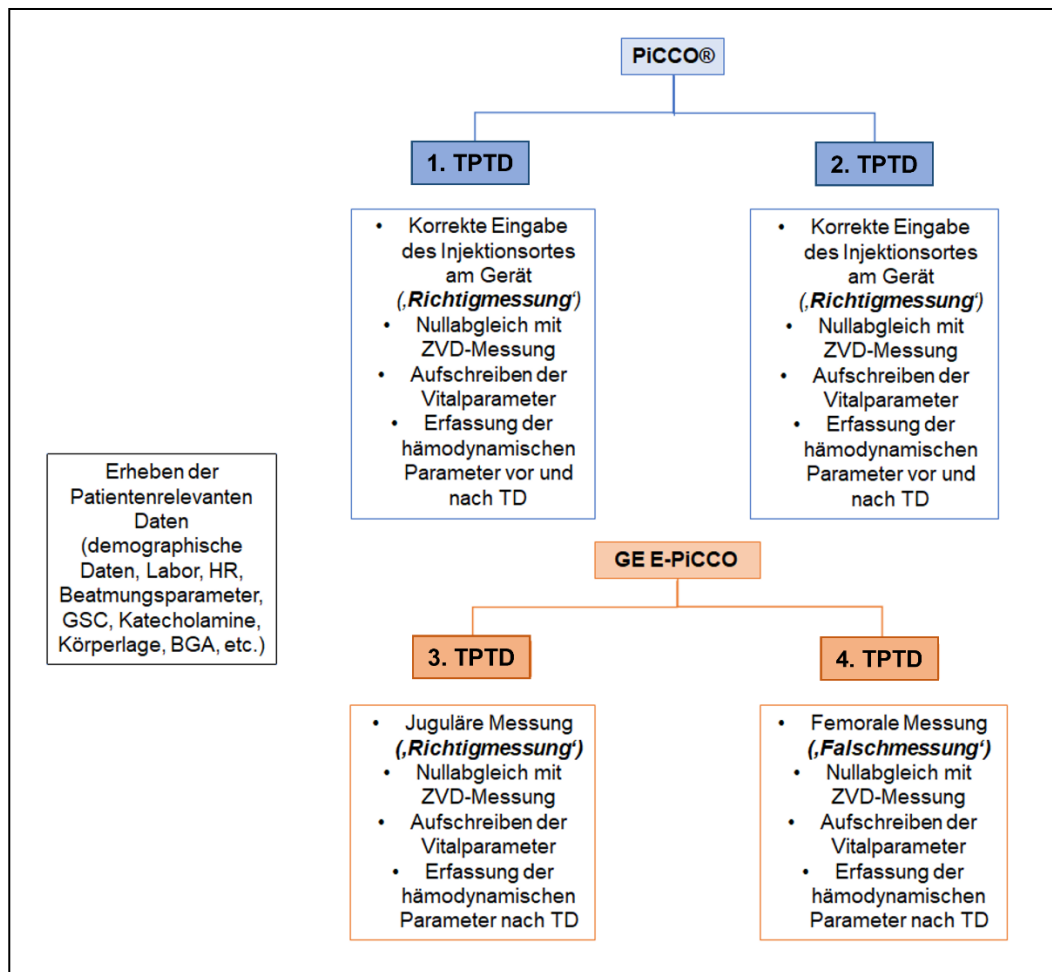 PiCCO®
1. TPTD
2. TPTD
• Korrekte Eingabe
des Injektionsortes
am Gerät
(‚Richtigmessung‘)
• Nullabgleich mit
ZVD-Messung
• Aufschreiben der
Vitalparameter
• Erfassung der
hämodynamischen
Parameter vor und
nach TD
• Korrekte Eingabe
des Injektionsortes
am Gerät
(‚Richtigmessung‘)
• Nullabgleich mit
ZVD-Messung
• Aufschreiben der
Vitalparameter
• Erfassung der
hämodynamischen
Parameter vor und
nach TD
Erheben der
Patientenrelevanten
Daten
(demographische
Daten, Labor, HR,
Beatmungsparameter,
GSC, Katecholamine,
Körperlage, BGA, etc.)
GE E-PiCCO
3. TPTD
4. TPTD
• Juguläre Messung
(‚Richtigmessung‘)
• Nullabgleich mit
ZVD-Messung
• Aufschreiben der
Vitalparameter
• Erfassung der
hämodynamischen
Parameter nach TD
• Femorale Messung
(‚Falschmessung‘)
• Nullabgleich mit
ZVD-Messung
• Aufschreiben der
Vitalparameter
• Erfassung der
hämodynamischen
Parameter nach TD